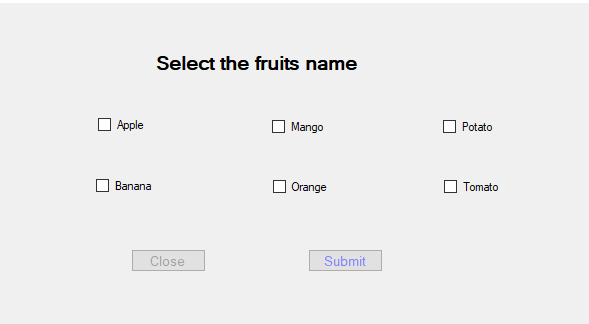 Select the fruits name
Apple Mango Potato
Banana Orange Tomato
Close Submit